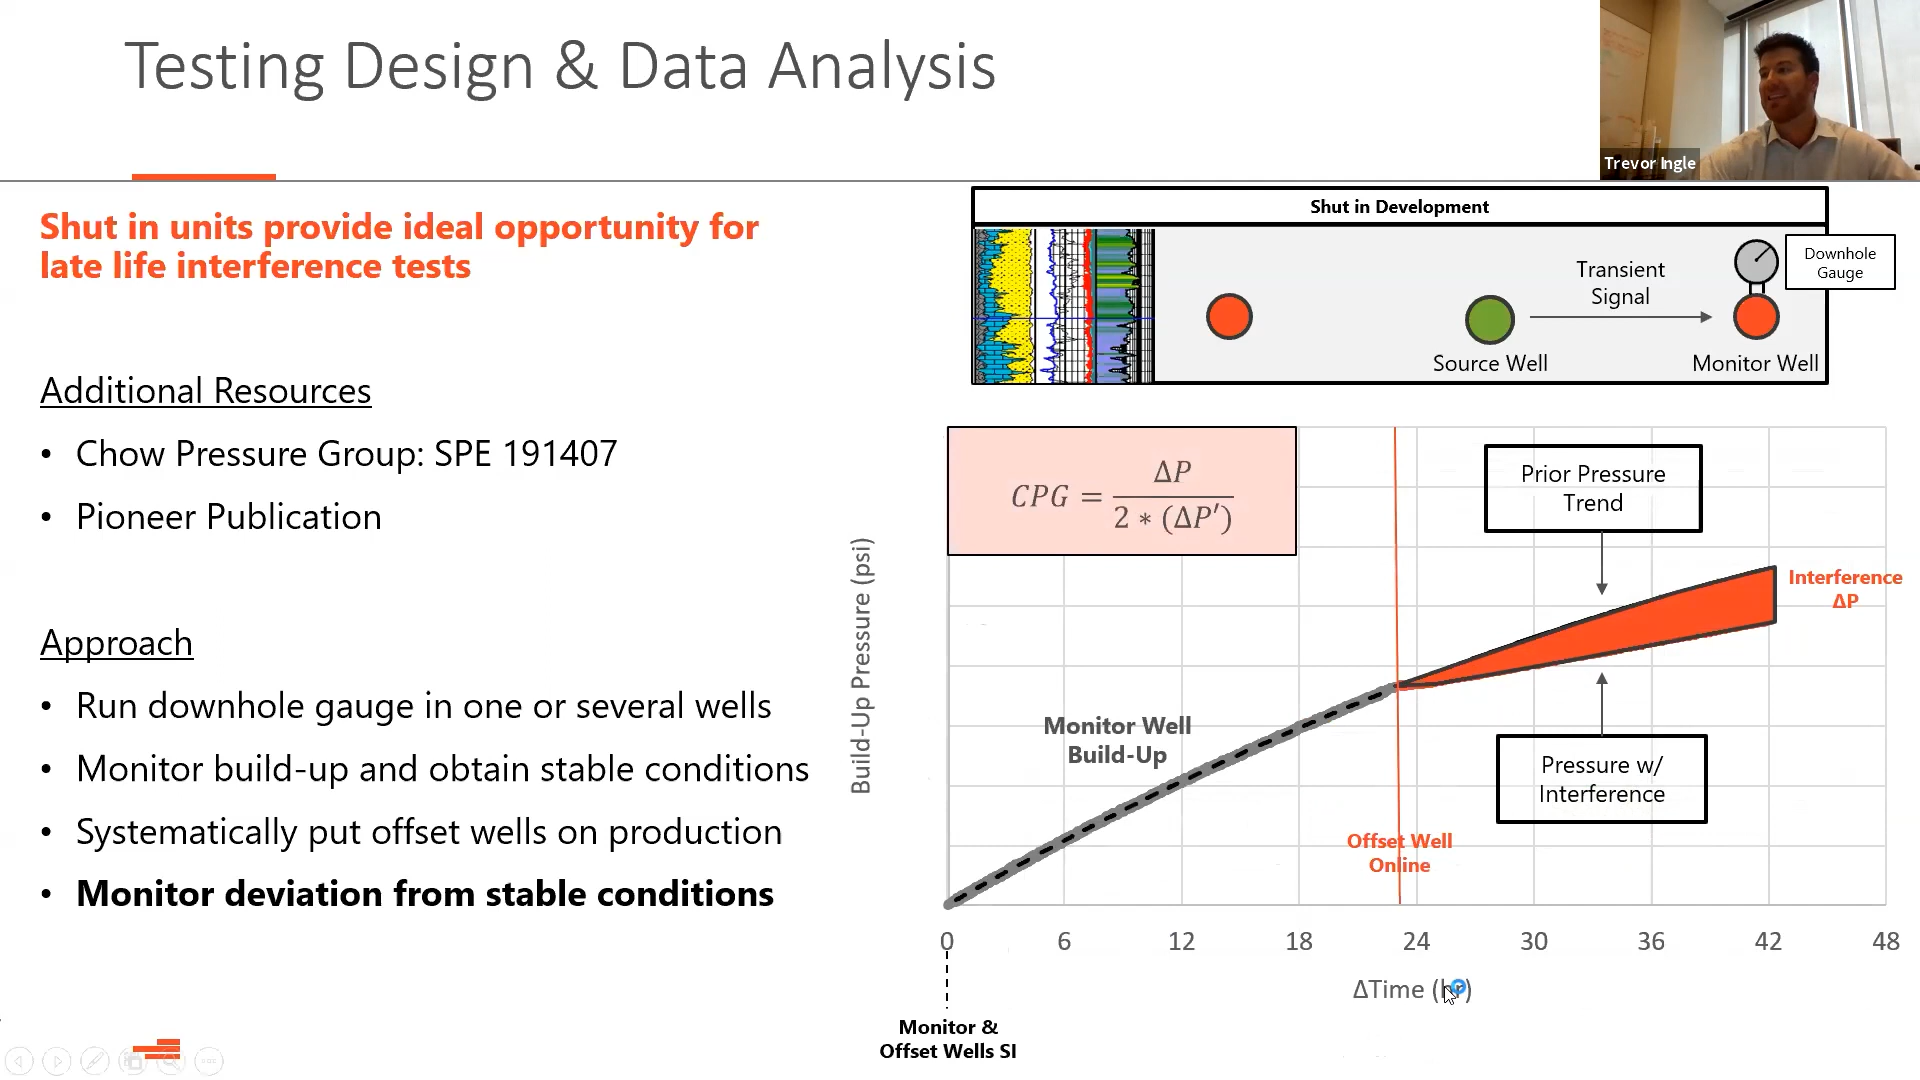 Testing Design & Data Analysis
Trevor Ingle
Shut in units provide ideal opportunity for
late life interference tests
Additional Resources
• Chow Pressure Group: SPE 191407
• Pioneer Publication
Approach
• Run downhole gauge in one or several wells
• Monitor build-up and obtain stable conditions
• Systematically put offset wells on production
• Monitor deviation from stable conditions
Shut in Development
Downhole
Gauge
Transient
Signal
Source Well
Monitor Well
CPG = ΔP / 2 * (ΔP′)
Prior Pressure
Trend
Interference
ΔP
Build-Up Pressure (psi)
Monitor Well
Build-Up
Pressure w/
Interference
Offset Well
Online
0 6 12 18 24 30 36 42 48
ΔTime (hr)
Monitor &
Offset Wells SI